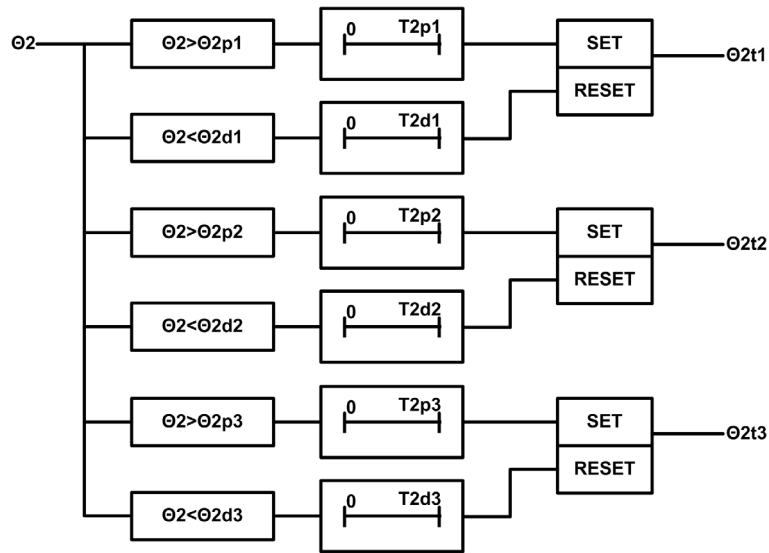 Θ2
Θ2>Θ2p1
0 T2p1
SET
RESET
Θ2t1
Θ2<Θ2d1
0 T2d1
Θ2>Θ2p2
0 T2p2
SET
RESET
Θ2t2
Θ2<Θ2d2
0 T2d2
Θ2>Θ2p3
0 T2p3
SET
RESET
Θ2t3
Θ2<Θ2d3
0 T2d3